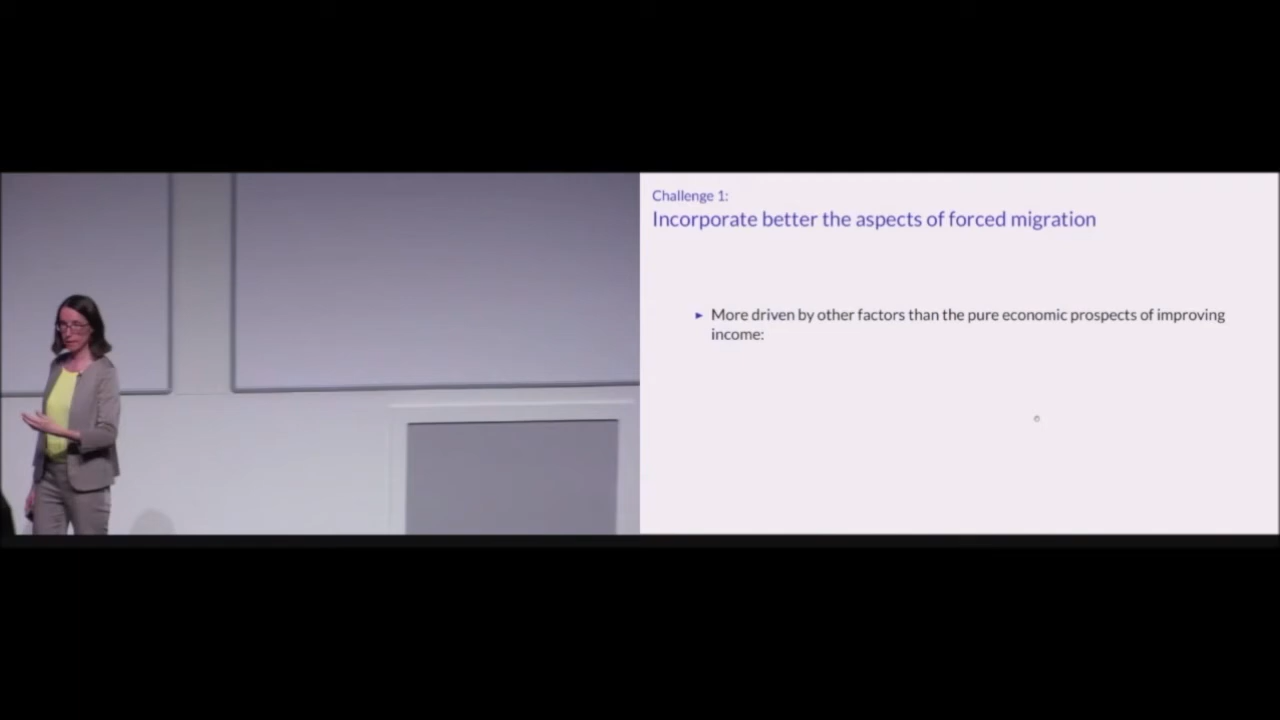 Challenge 1:
Incorporate better the aspects of forced migration
► More driven by other factors than the pure economic prospects of improving
income: